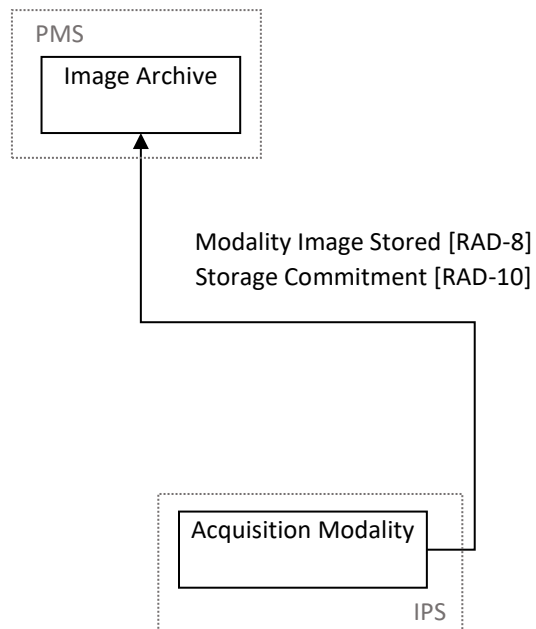 PMS
Image Archive
Modality Image Stored [RAD-8]
Storage Commitment [RAD-10]
Acquisition Modality
IPS